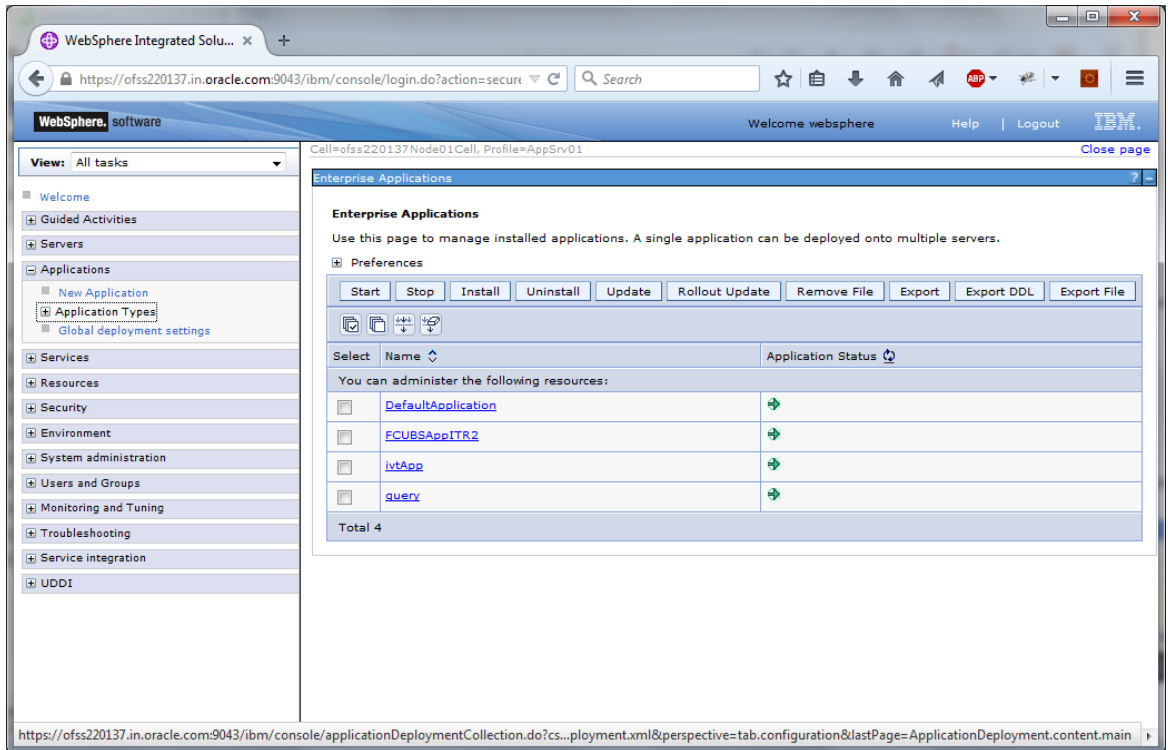 WebSphere Integrated Solu...
https://ofss220137.in.oracle.com:9043/ibm/console/login.do?action=secure
Search
ABP
WebSphere. software
Welcome websphere
Help | Logout
IBM.
View: All tasks
Cell=ofss220137Node01Cell, Profile=AppSrv01
Close page
Welcome
Guided Activities
Servers
Applications
New Application
Application Types
Global deployment settings
Services
Resources
Security
Environment
System administration
Users and Groups
Monitoring and Tuning
Troubleshooting
Service integration
UDDI
Enterprise Applications
? -
Enterprise Applications
Use this page to manage installed applications. A single application can be deployed onto multiple servers.
Preferences
Start Stop Install Uninstall Update Rollout Update Remove File Export Export DDL Export File
Select Name Application Status
You can administer the following resources:
DefaultApplication
FCUBSAppITR2
ivtApp
query
Total 4
https://ofss220137.in.oracle.com:9043/ibm/console/applicationDeploymentCollection.do?cs...ployment.xml&perspective=tab.configuration&lastPage=ApplicationDeployment.content.main